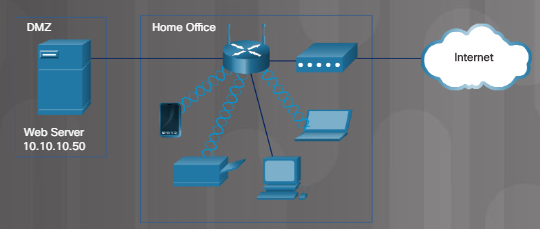 DMZ
Home Office
Internet
Web Server
10.10.10.50